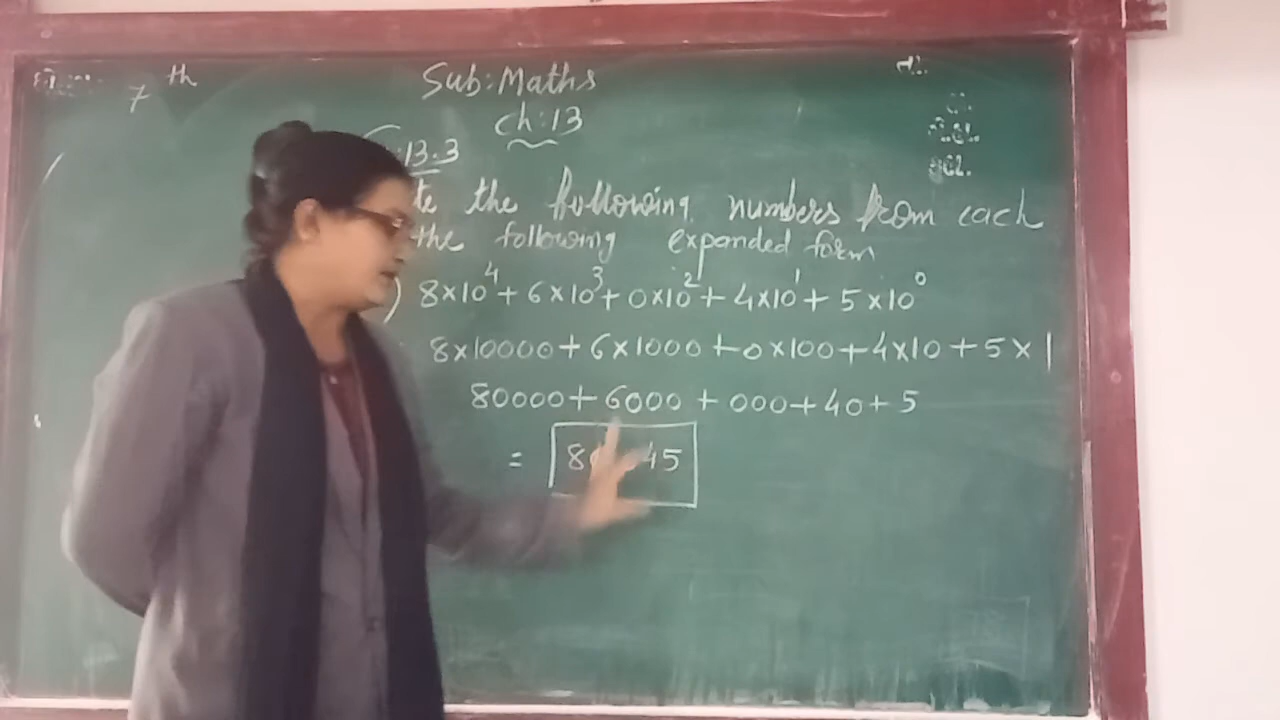 7th
Sub: Maths
Ch: 13
:13.3
te the following numbers from each
the following expanded form
) 8×10⁴ + 6×10³ + 0×10² + 4×10¹ + 5×10⁰
8×10000 + 6×1000 + 0×100 + 4×10 + 5×1
80000 + 6000 + 000 + 40 + 5
= 8 45